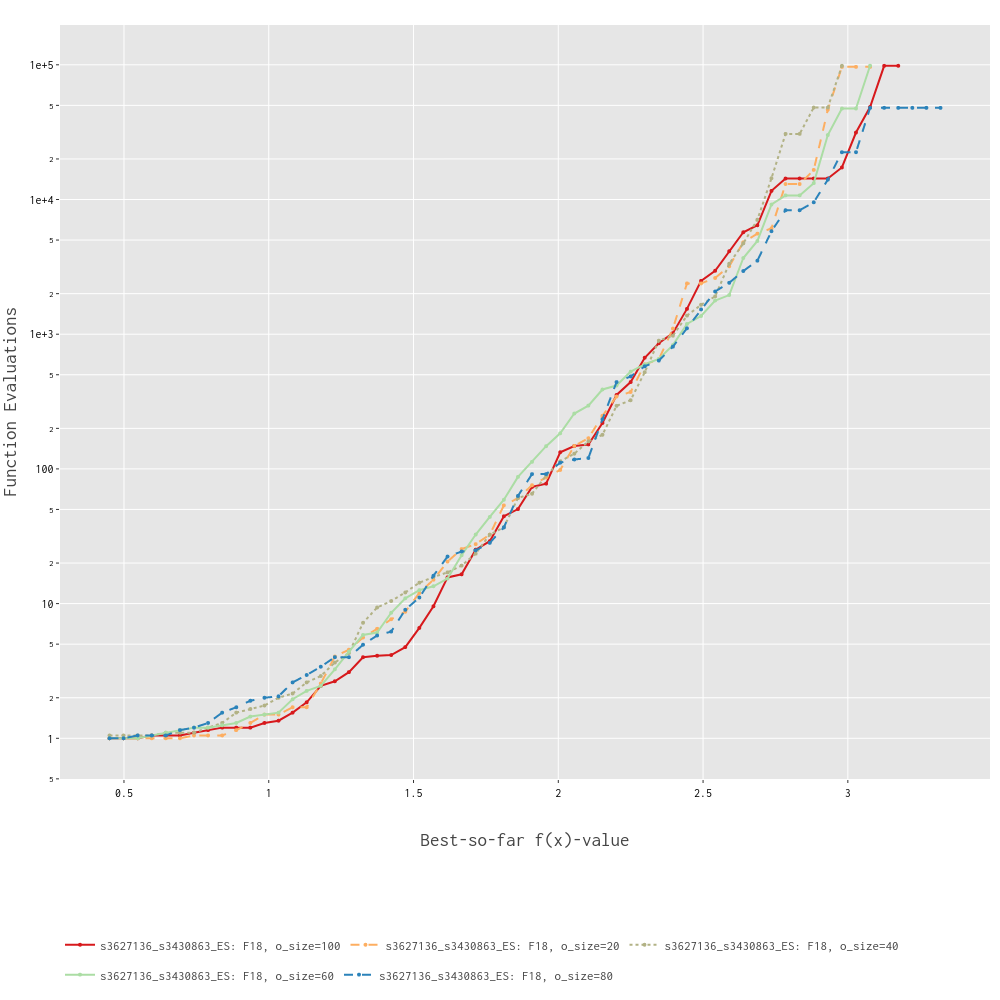 1e+5
5
2
1e+4
5
2
1e+3
5
2
100
5
2
10
5
2
1
5
Function Evaluations
0.5
1
1.5
2
2.5
3
Best-so-far f(x)-value
s3627136_s3430863_ES: F18, o_size=100
s3627136_s3430863_ES: F18, o_size=20
s3627136_s3430863_ES: F18, o_size=40
s3627136_s3430863_ES: F18, o_size=60
s3627136_s3430863_ES: F18, o_size=80